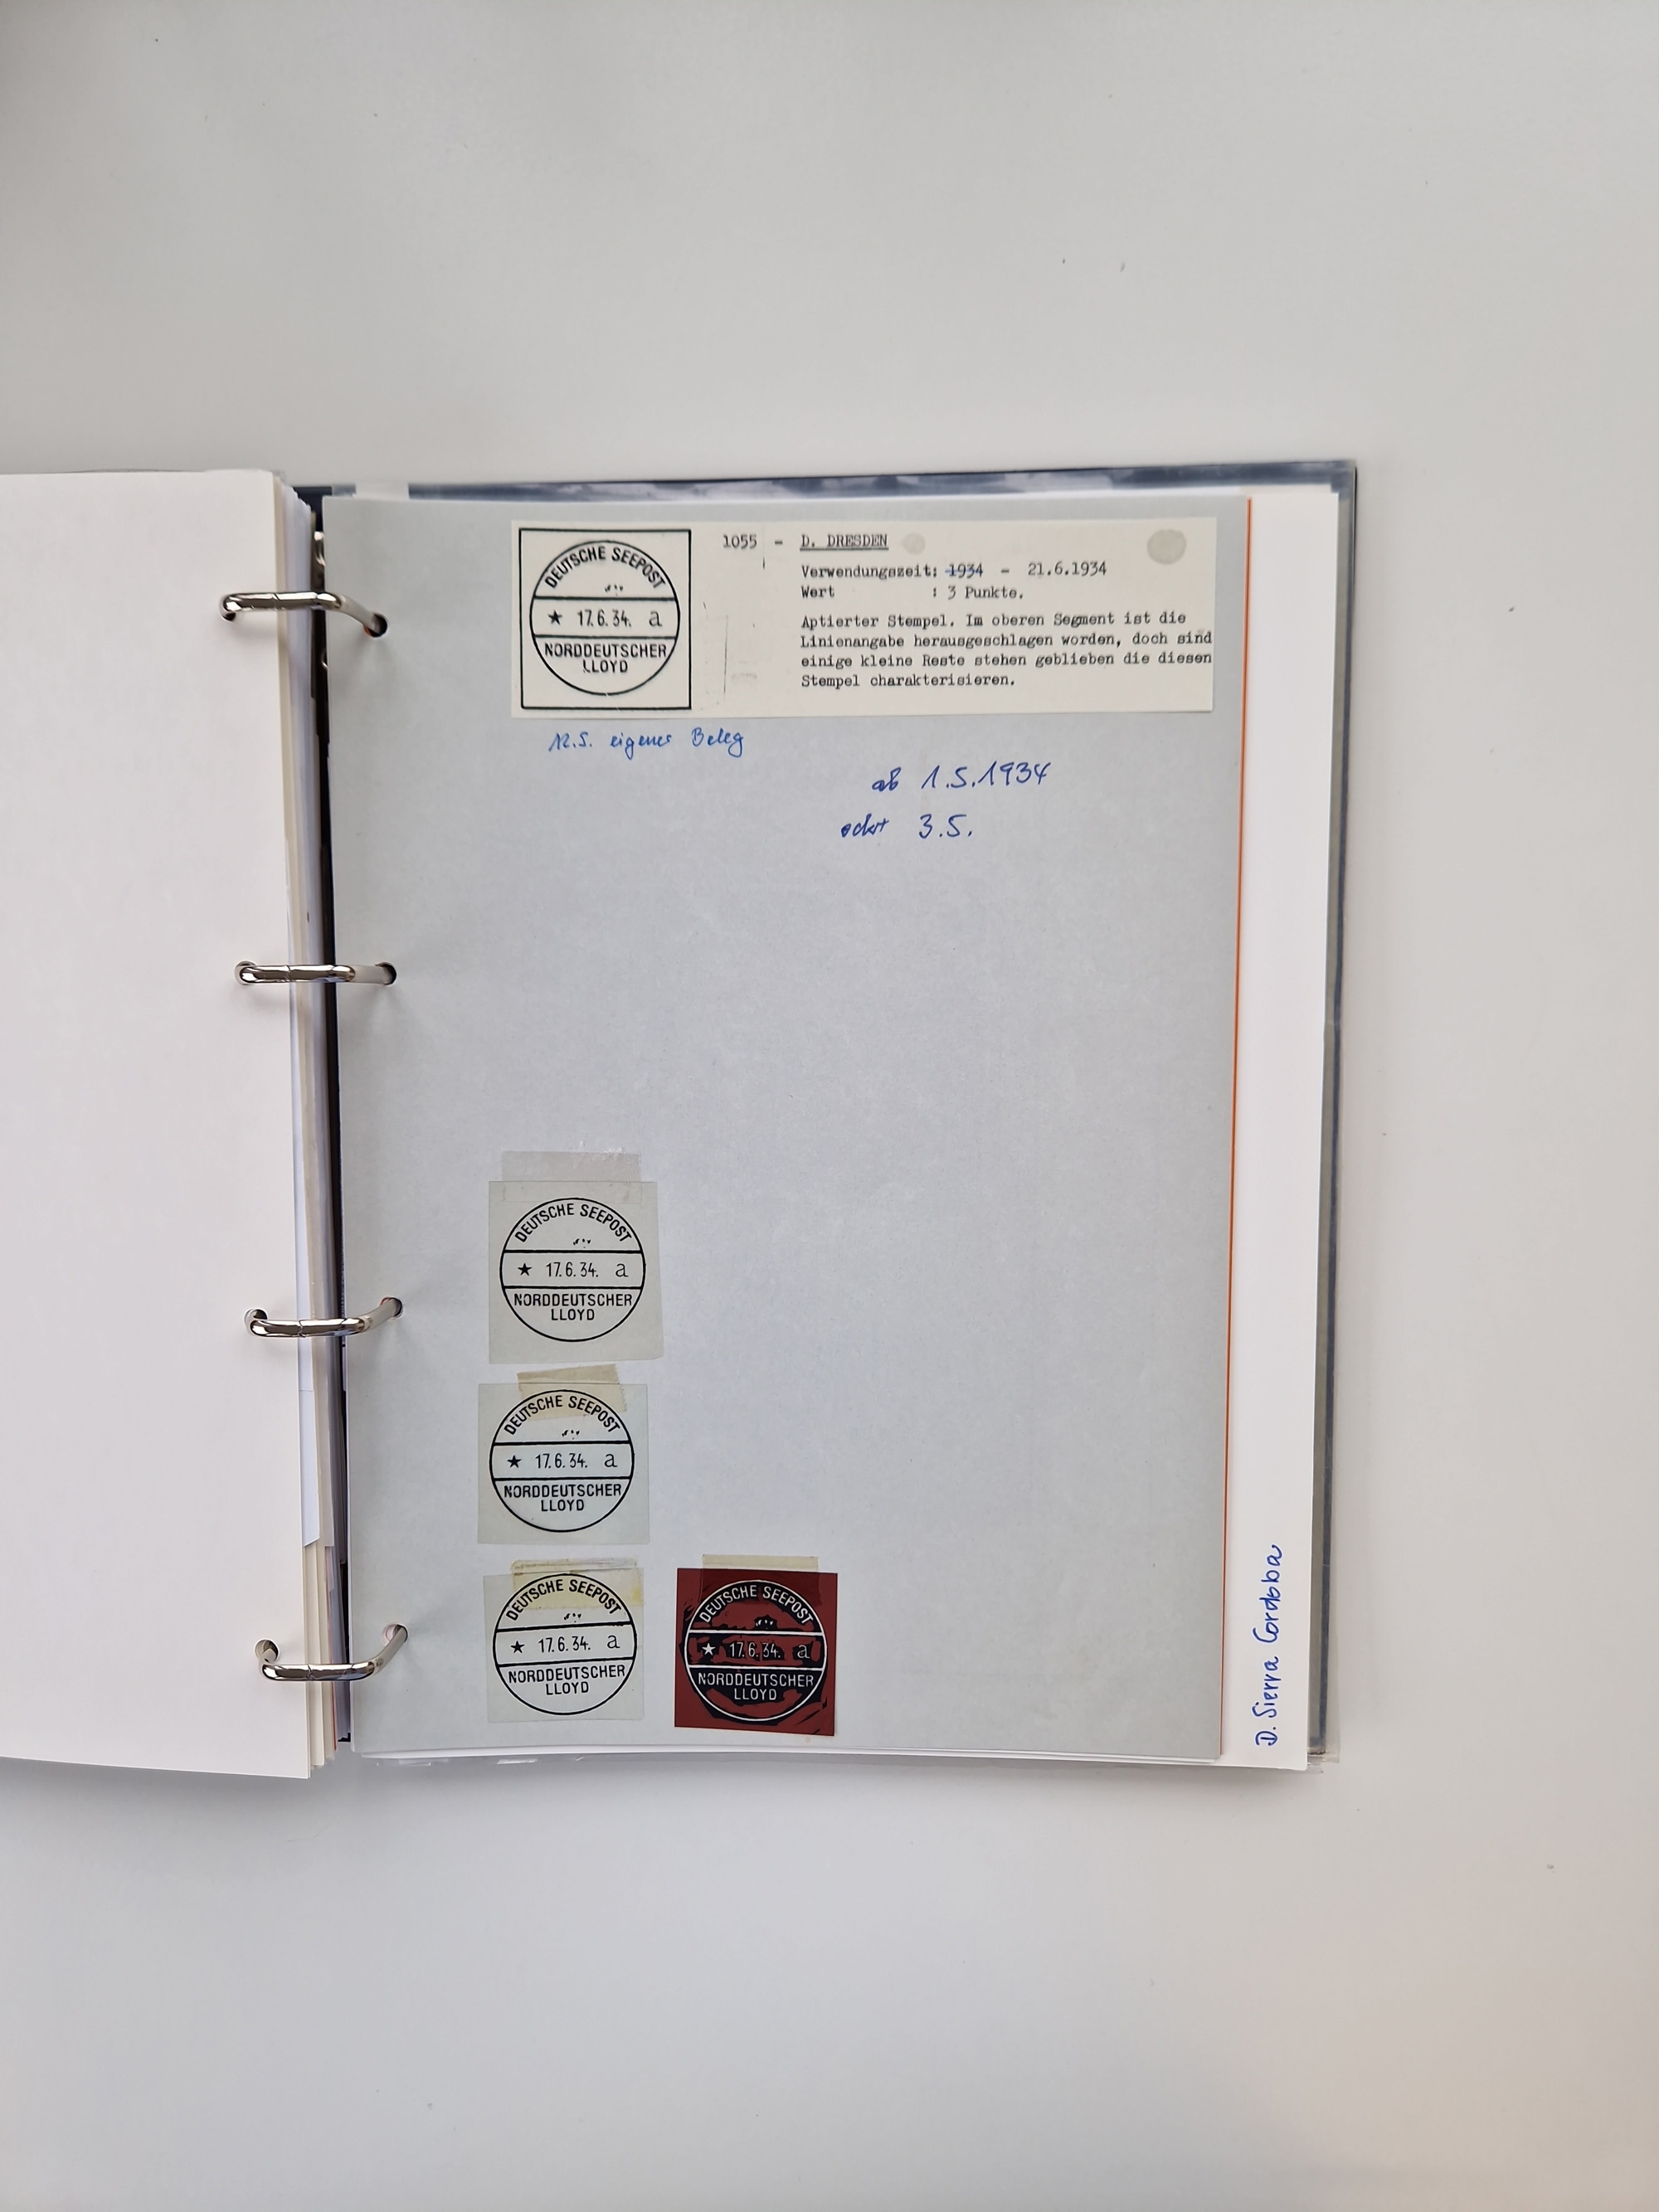 DEUTSCHE SEEPOST
★ 17.6.34. a
NORDDEUTSCHER
LLOYD
1055 - D. DRESDEN
Verwendungszeit: 1934 - 21.6.1934
Wert : 3 Punkte.
Aptierter Stempel. Im oberen Segment ist die
Linienangabe herausgeschlagen worden, doch sind
einige kleine Reste stehen geblieben die diesen
Stempel charakterisieren.
eigener Beleg
ab 1.5.1934
3.5.
DEUTSCHE SEEPOST
★ 17.6.34. a
NORDDEUTSCHER
LLOYD
DEUTSCHE SEEPOST
★ 17.6.34. a
NORDDEUTSCHER
LLOYD
DEUTSCHE SEEPOST
★ 17.6.34. a
NORDDEUTSCHER
LLOYD
DEUTSCHE SEEPOST
★ 17.6.34. a
NORDDEUTSCHER
LLOYD
D. Sierra Cordobba